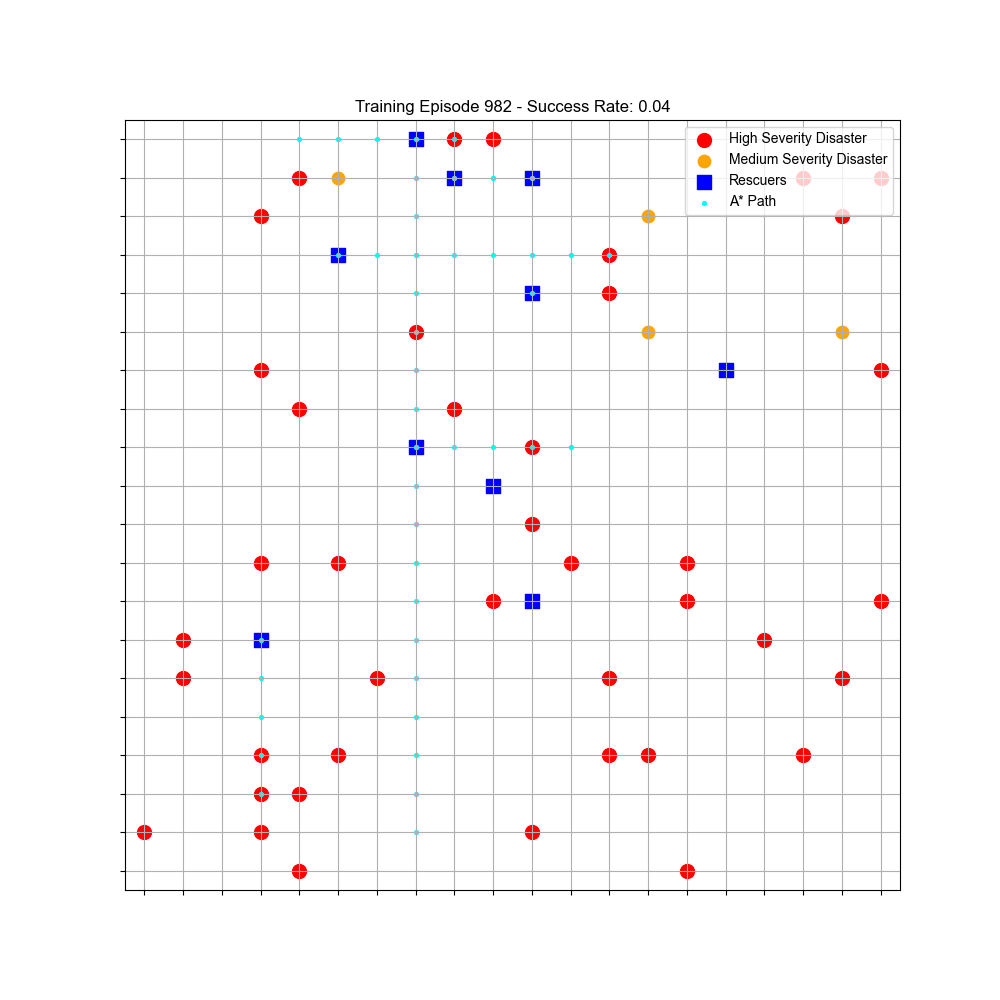 Training Episode 982 - Success Rate: 0.04
High Severity Disaster
Medium Severity Disaster
Rescuers
A* Path